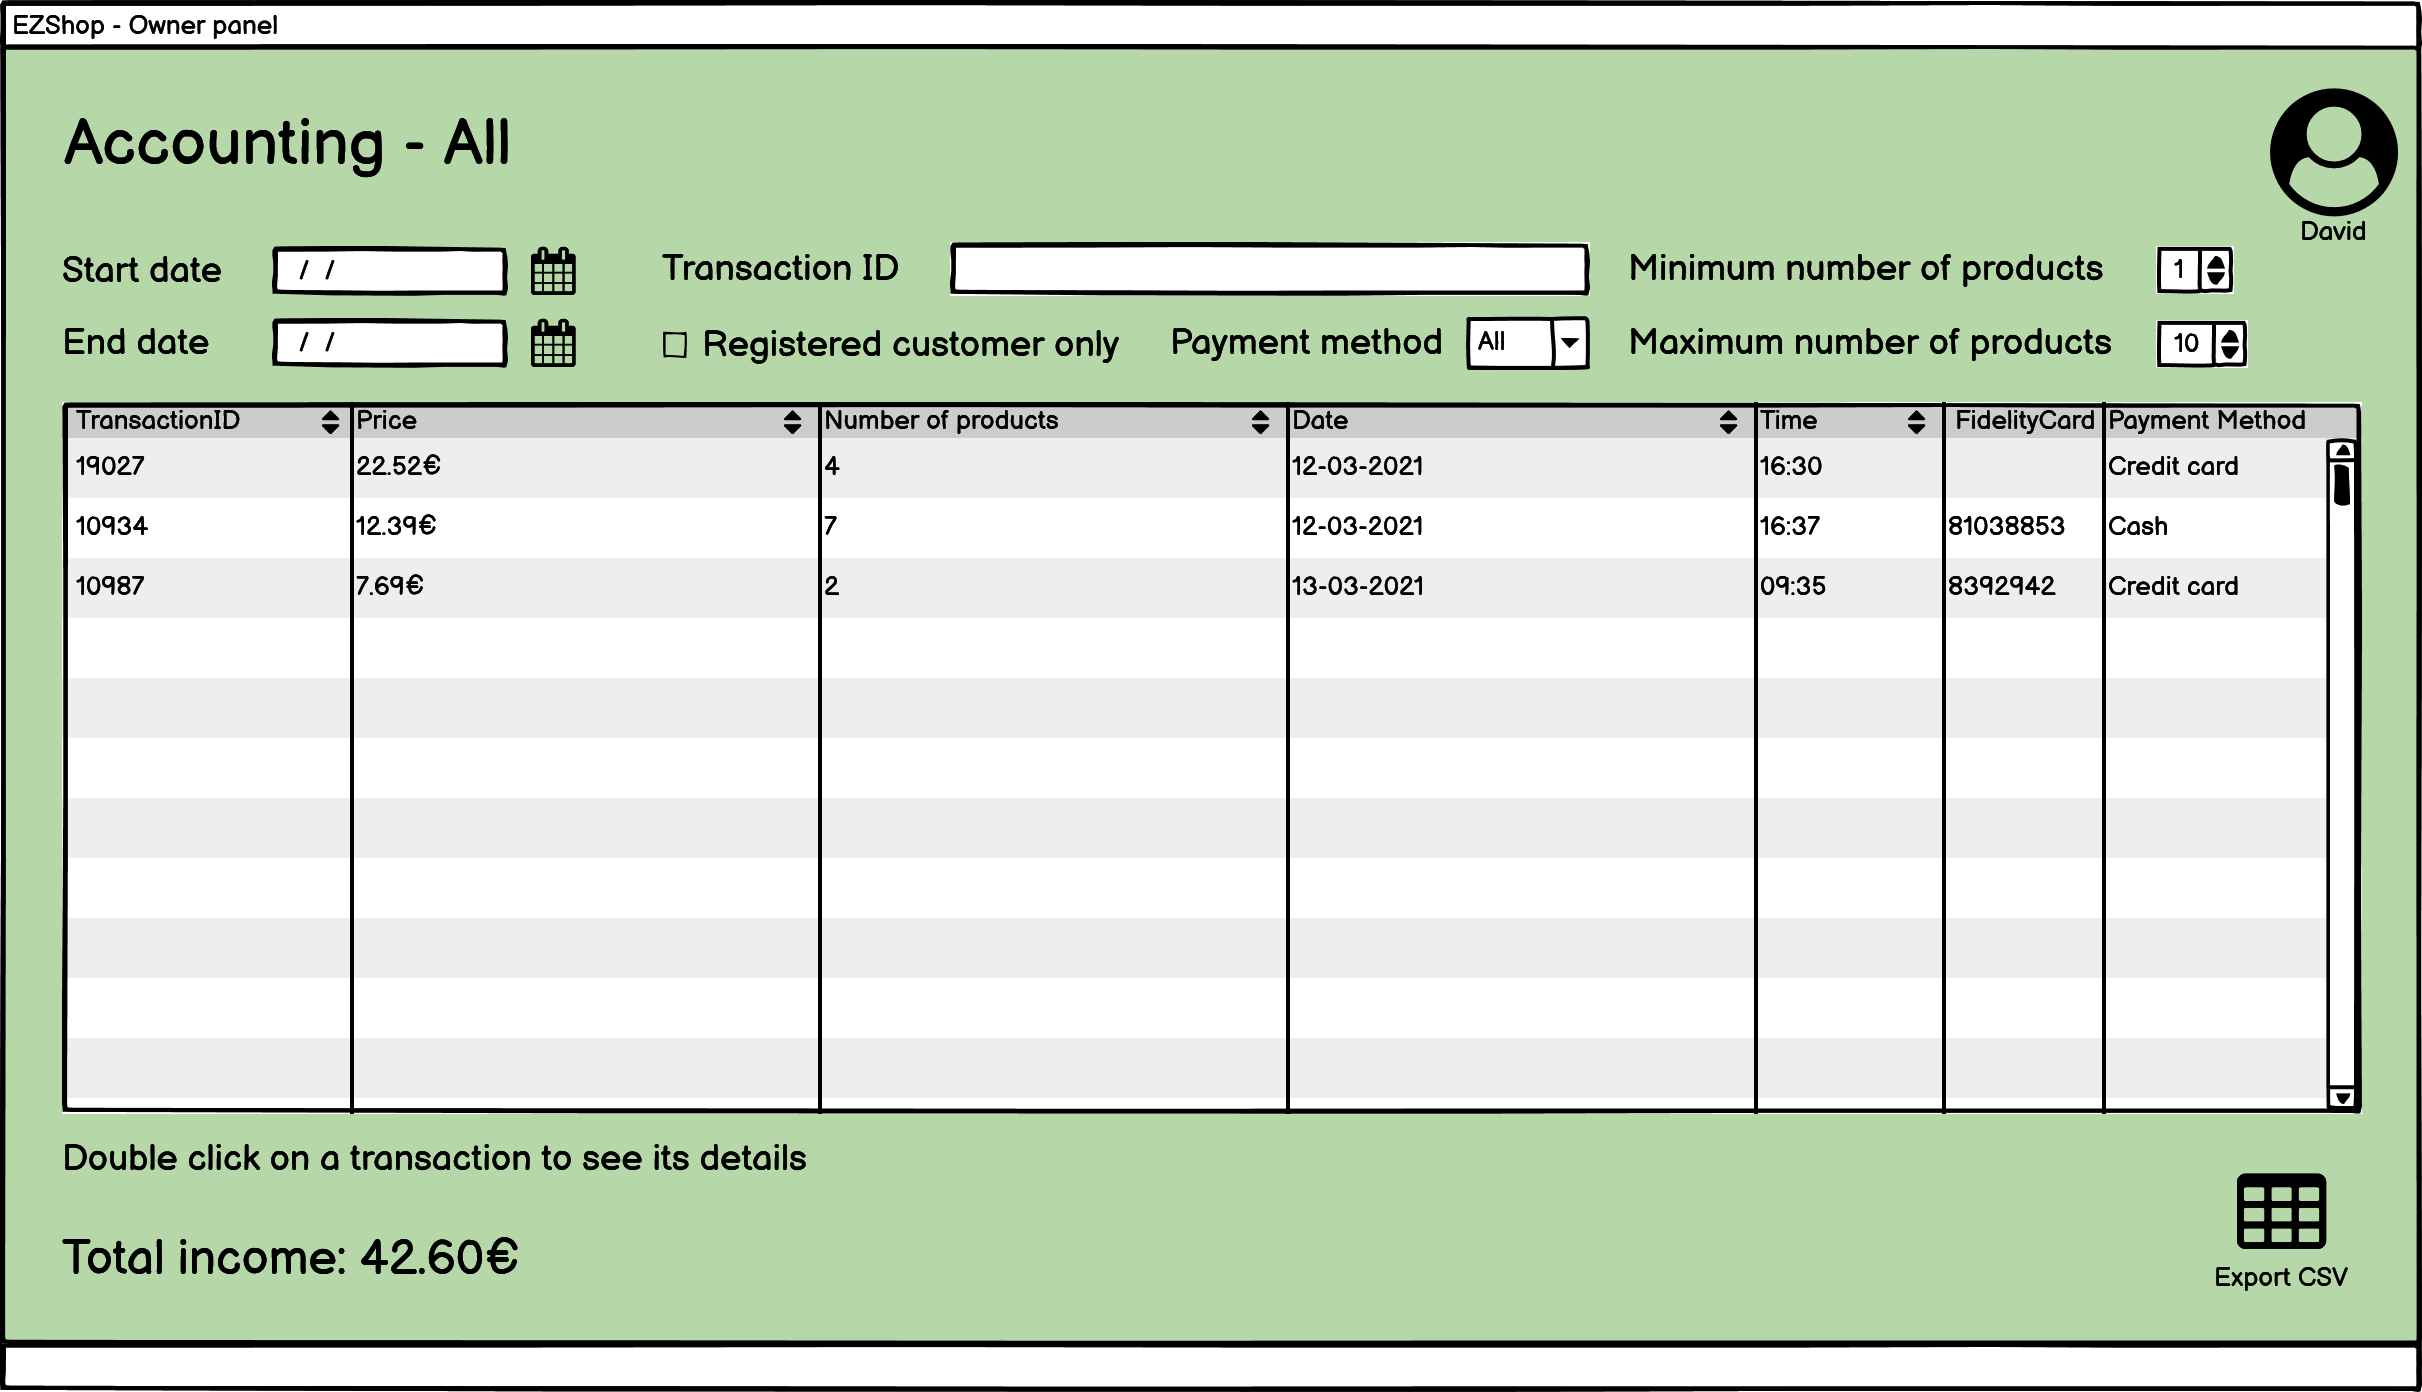 EZShop - Owner panel
Accounting - All
David
Start date / / Transaction ID Minimum number of products 1
End date / / Registered customer only Payment method All Maximum number of products 10
TransactionID Price Number of products Date Time FidelityCard Payment Method
19027 22.52€ 4 12-03-2021 16:30 Credit card
10934 12.39€ 7 12-03-2021 16:37 81038853 Cash
10987 7.69€ 2 13-03-2021 09:35 8392942 Credit card
Double click on a transaction to see its details
Total income: 42.60€
Export CSV